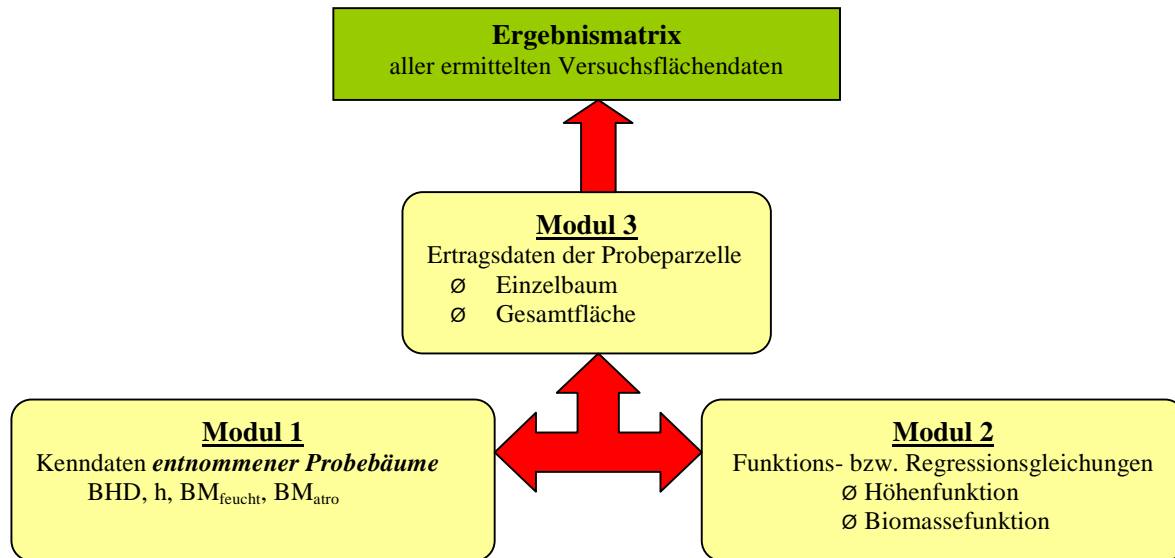 Ergebnismatrix
aller ermittelten Versuchsflächendaten
Modul 3
Ertragsdaten der Probeparzelle
Ø Einzelbaum
Ø Gesamtfläche
Modul 1
Kenndaten entnommener Probebäume
BHD, h, BMfeucht, BMatro
Modul 2
Funktions- bzw. Regressionsgleichungen
Ø Höhenfunktion
Ø Biomassefunktion